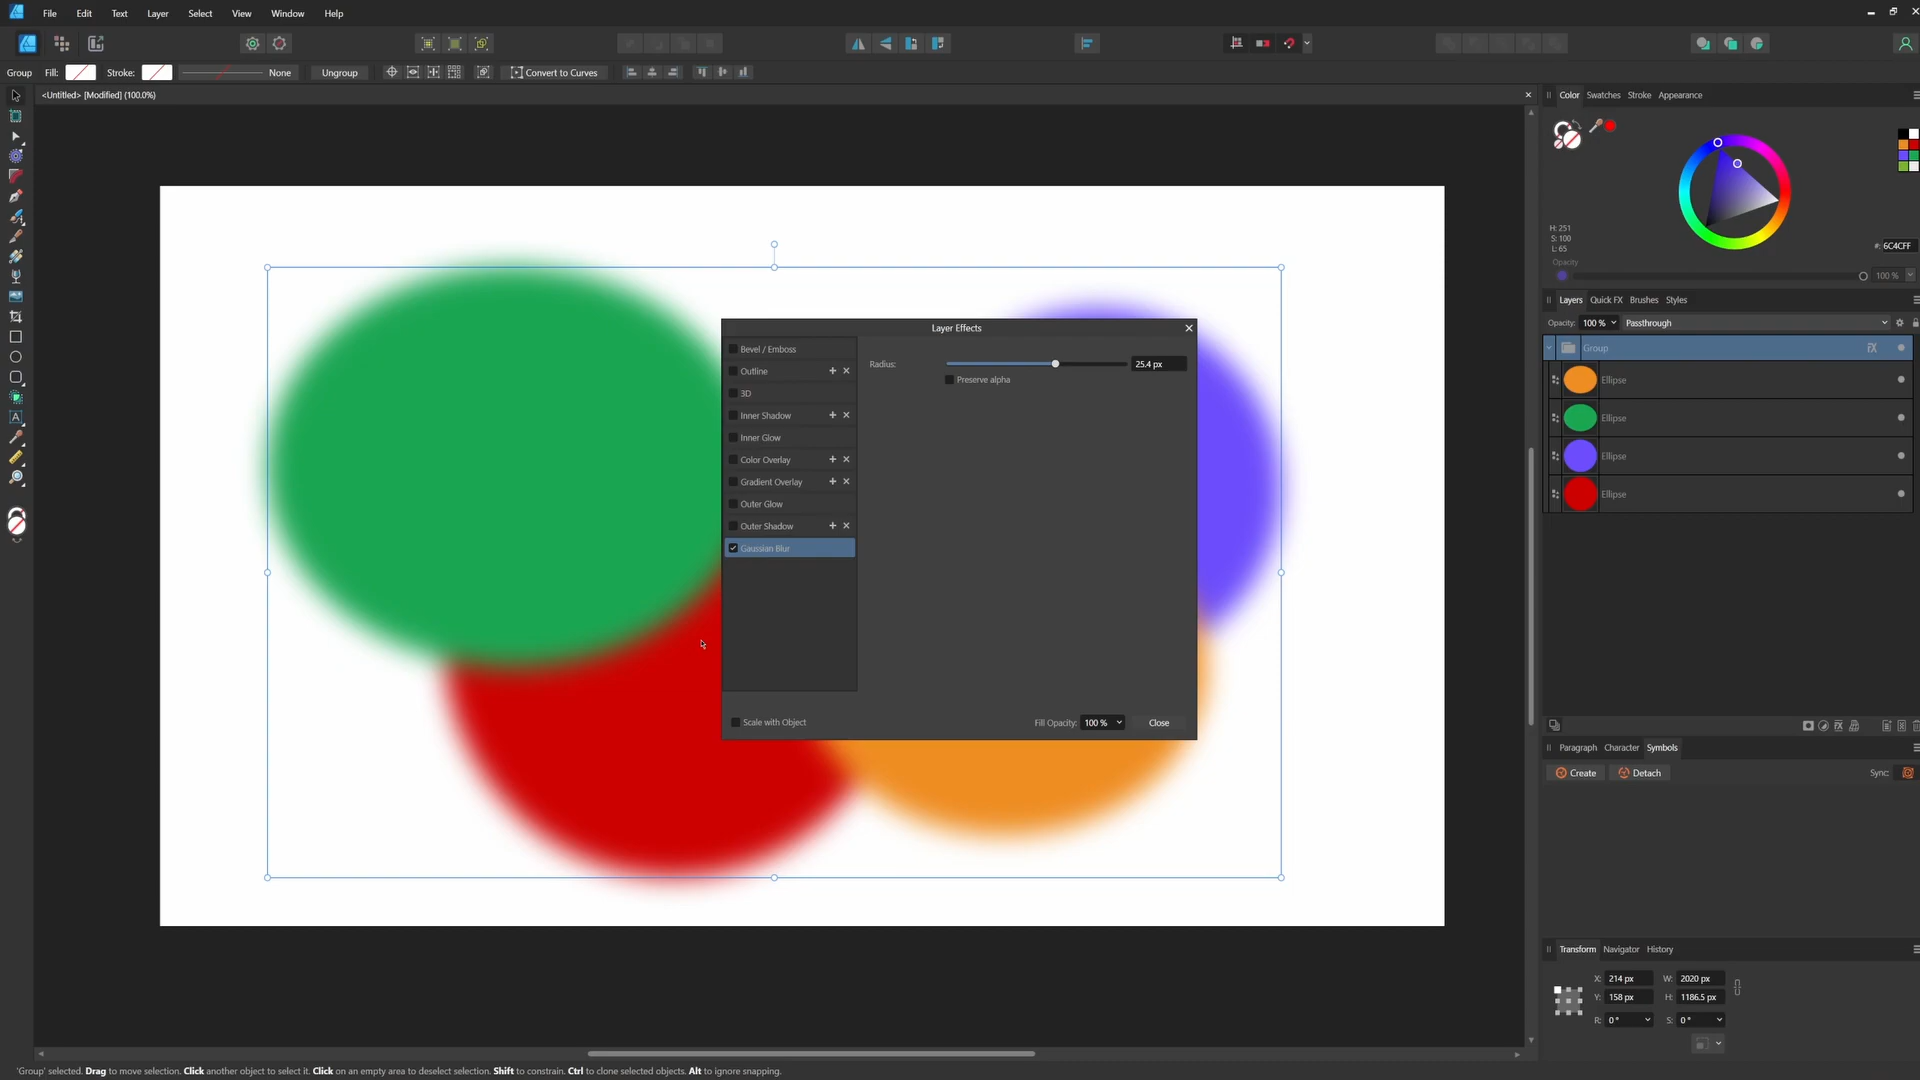 File Edit Text Layer Select View Window Help
Group Fill: Stroke: None Ungroup Convert to Curves
<Untitled> [Modified] (100.0%)
Color Swatches Stroke Appearance
H: 251
S: 100
L: 65
#: 6C4CFF
Opacity
100 %
Layers Quick FX Brushes Styles
Opacity: 100 % Passthrough
Group
Ellipse
Ellipse
Ellipse
Ellipse
Layer Effects
Bevel / Emboss
Outline
3D
Inner Shadow
Inner Glow
Color Overlay
Gradient Overlay
Outer Glow
Outer Shadow
Gaussian Blur
Radius: 25.4 px
Preserve alpha
Scale with Object
Fill Opacity: 100 % Close
Paragraph Character Symbols
Create Detach Sync:
Transform Navigator History
X: 214 px W: 2020 px
Y: 158 px H: 1186.5 px
R: 0 ° S: 0 °
'Group' selected. Drag to move selection. Click another object to select it. Click on an empty area to deselect selection. Shift to constrain. Ctrl to clone selected objects. Alt to ignore snapping.